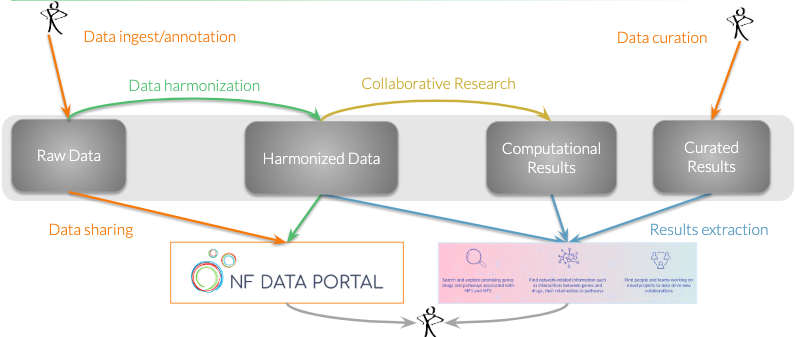 Data ingest/annotation
Data curation
Data harmonization
Collaborative Research
Raw Data
Harmonized Data
Computational
Results
Curated
Results
Data sharing
Results extraction
NF DATA PORTAL
Search and explore promising genes
drugs and pathways associated with
NF1 and NF2
Find network-related information such
as interactions between genes and
drugs, their relationships to pathways
Find people and teams working on
novel projects to help drive new
collaborations.